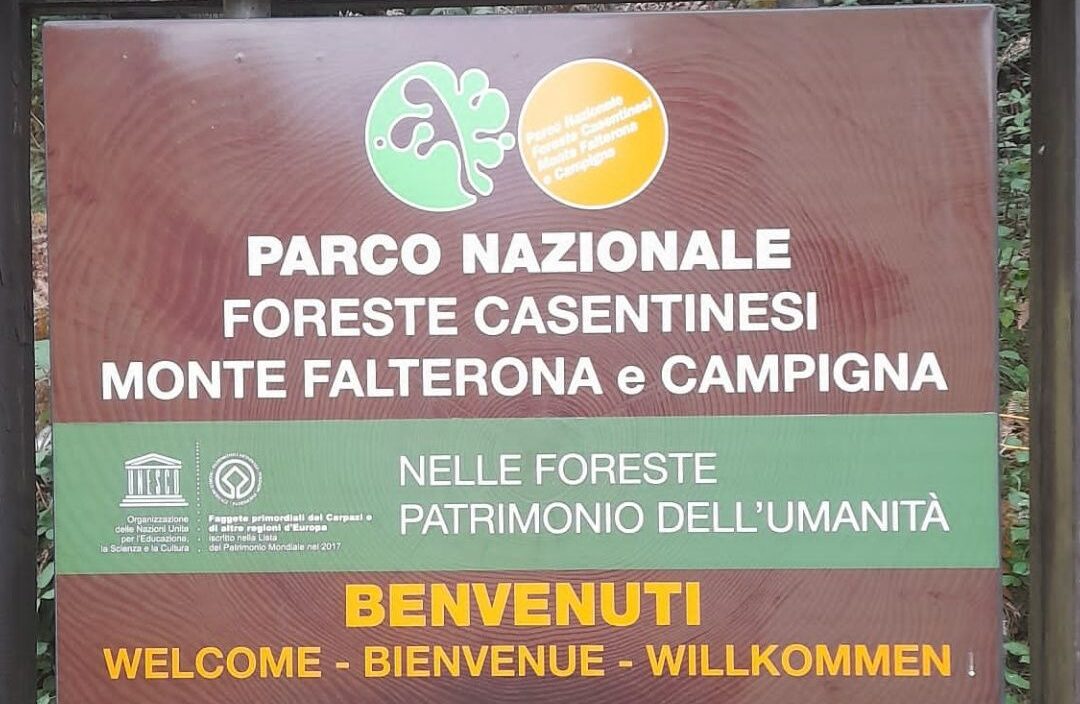 Parco Nazionale
Foreste Casentinesi
Monte Falterona
e Campigna
PARCO NAZIONALE
FORESTE CASENTINESI
MONTE FALTERONA e CAMPIGNA
UNESCO
Organizzazione
delle Nazioni Unite
per l'Educazione,
la Scienza e la Cultura
Faggete primordiali dei Carpazi e
di altre regioni d'Europa
iscritto nella Lista
del Patrimonio Mondiale nel 2017
NELLE FORESTE
PATRIMONIO DELL'UMANITÀ
BENVENUTI
WELCOME - BIENVENUE - WILLKOMMEN